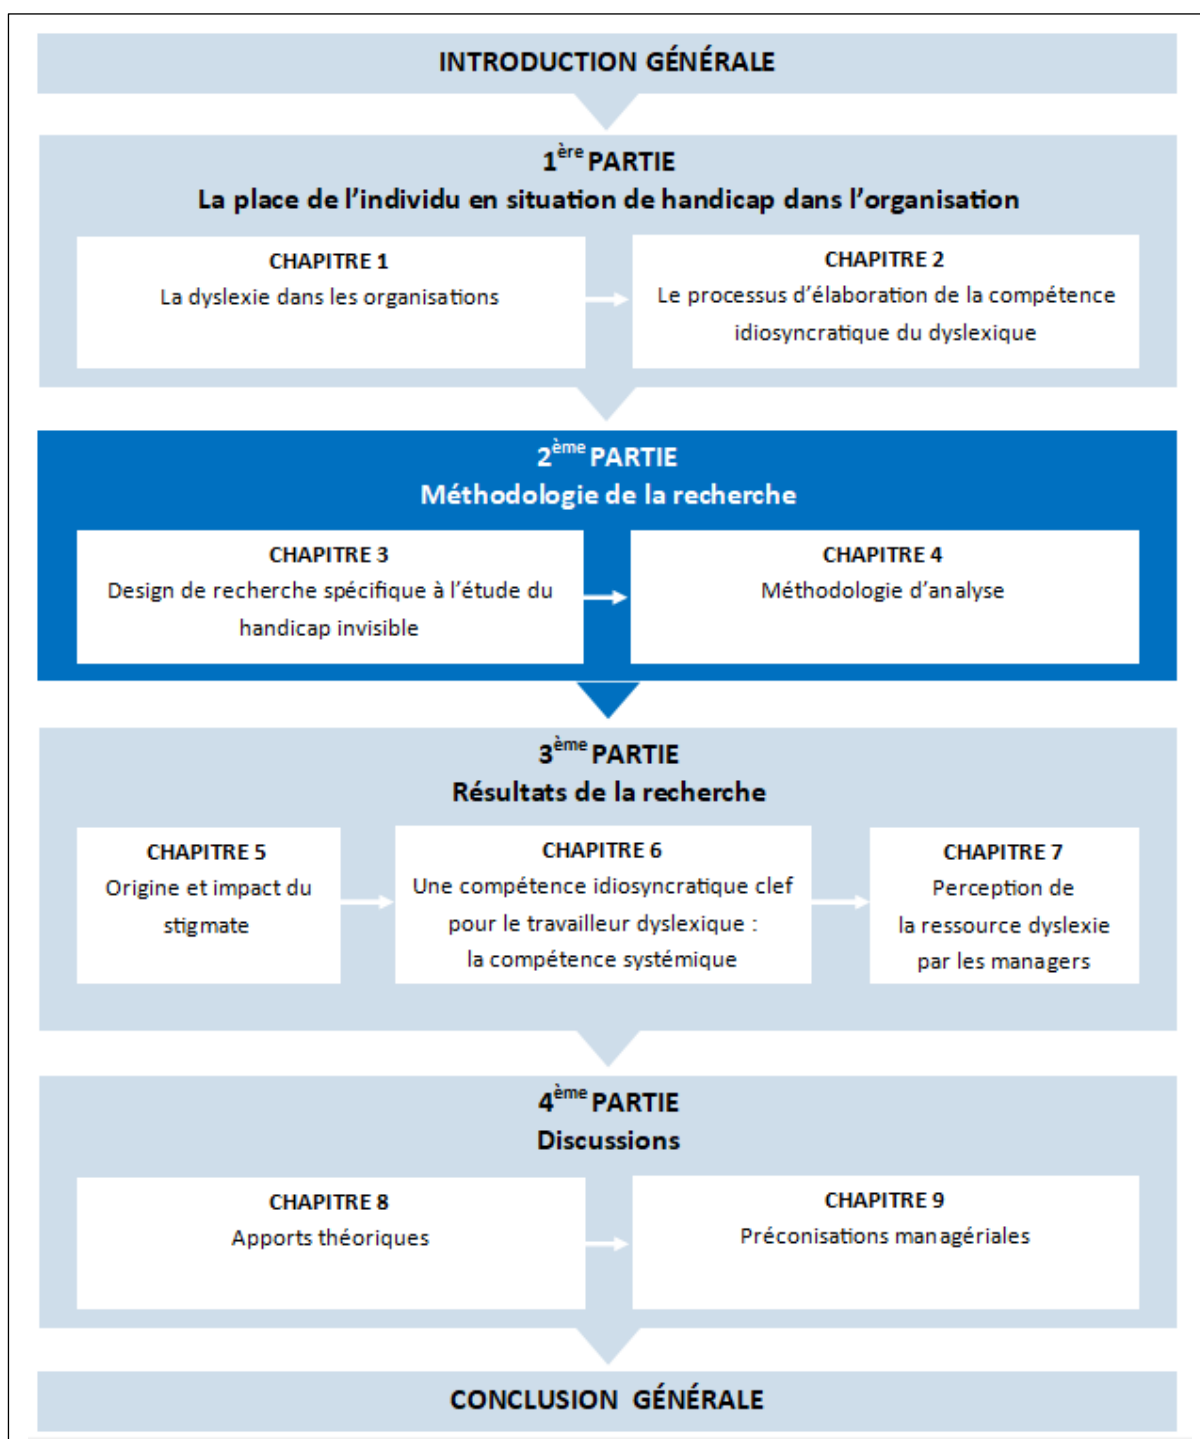 INTRODUCTION GÉNÉRALE
1ère PARTIE
La place de l’individu en situation de handicap dans l’organisation
CHAPITRE 1
La dyslexie dans les organisations
CHAPITRE 2
Le processus d’élaboration de la compétence
idiosyncratique du dyslexique
2ème PARTIE
Méthodologie de la recherche
CHAPITRE 3
Design de recherche spécifique à l’étude du
handicap invisible
CHAPITRE 4
Méthodologie d’analyse
3ème PARTIE
Résultats de la recherche
CHAPITRE 5
Origine et impact du
stigmate
CHAPITRE 6
Une compétence idiosyncratique clef
pour le travailleur dyslexique :
la compétence systémique
CHAPITRE 7
Perception de
la ressource dyslexie
par les managers
4ème PARTIE
Discussions
CHAPITRE 8
Apports théoriques
CHAPITRE 9
Préconisations managériales
CONCLUSION GÉNÉRALE